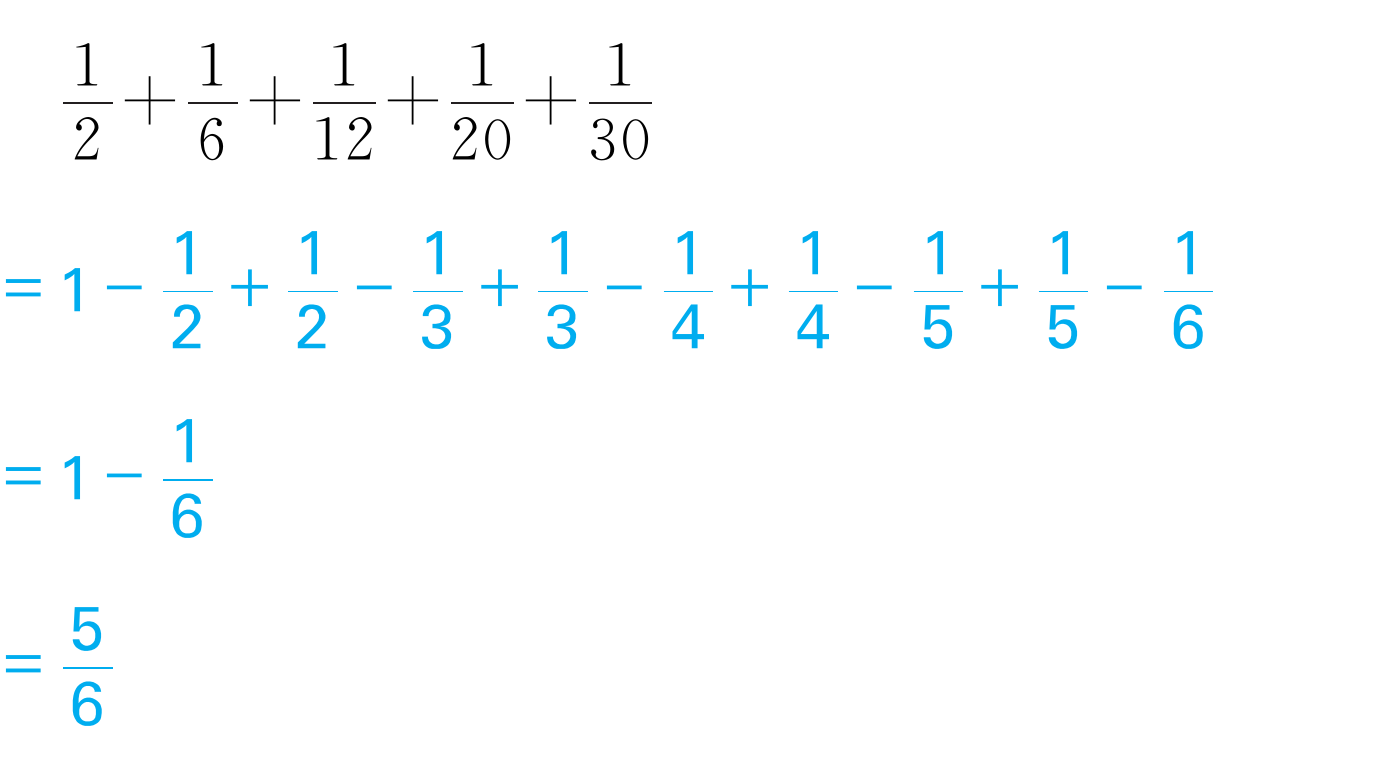 1/2 + 1/6 + 1/12 + 1/20 + 1/30
= 1 − 1/2 + 1/2 − 1/3 + 1/3 − 1/4 + 1/4 − 1/5 + 1/5 − 1/6
= 1 − 1/6
= 5/6